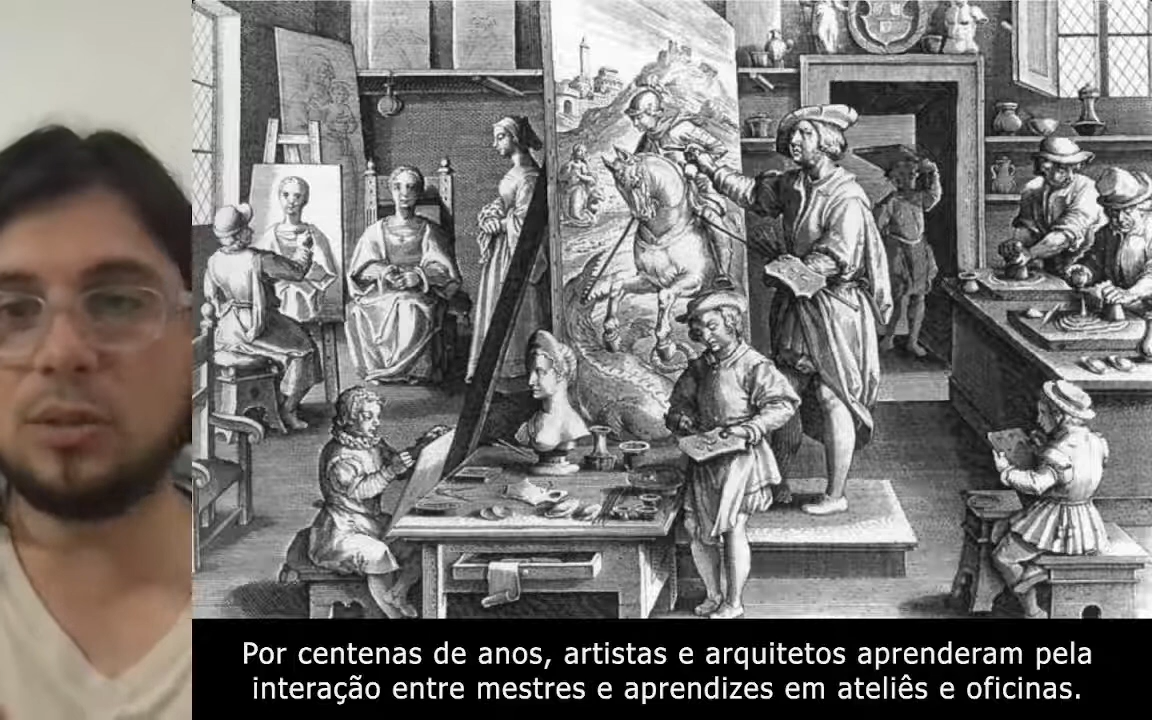 Por centenas de anos, artistas e arquitetos aprenderam pela
interação entre mestres e aprendizes em ateliês e oficinas.